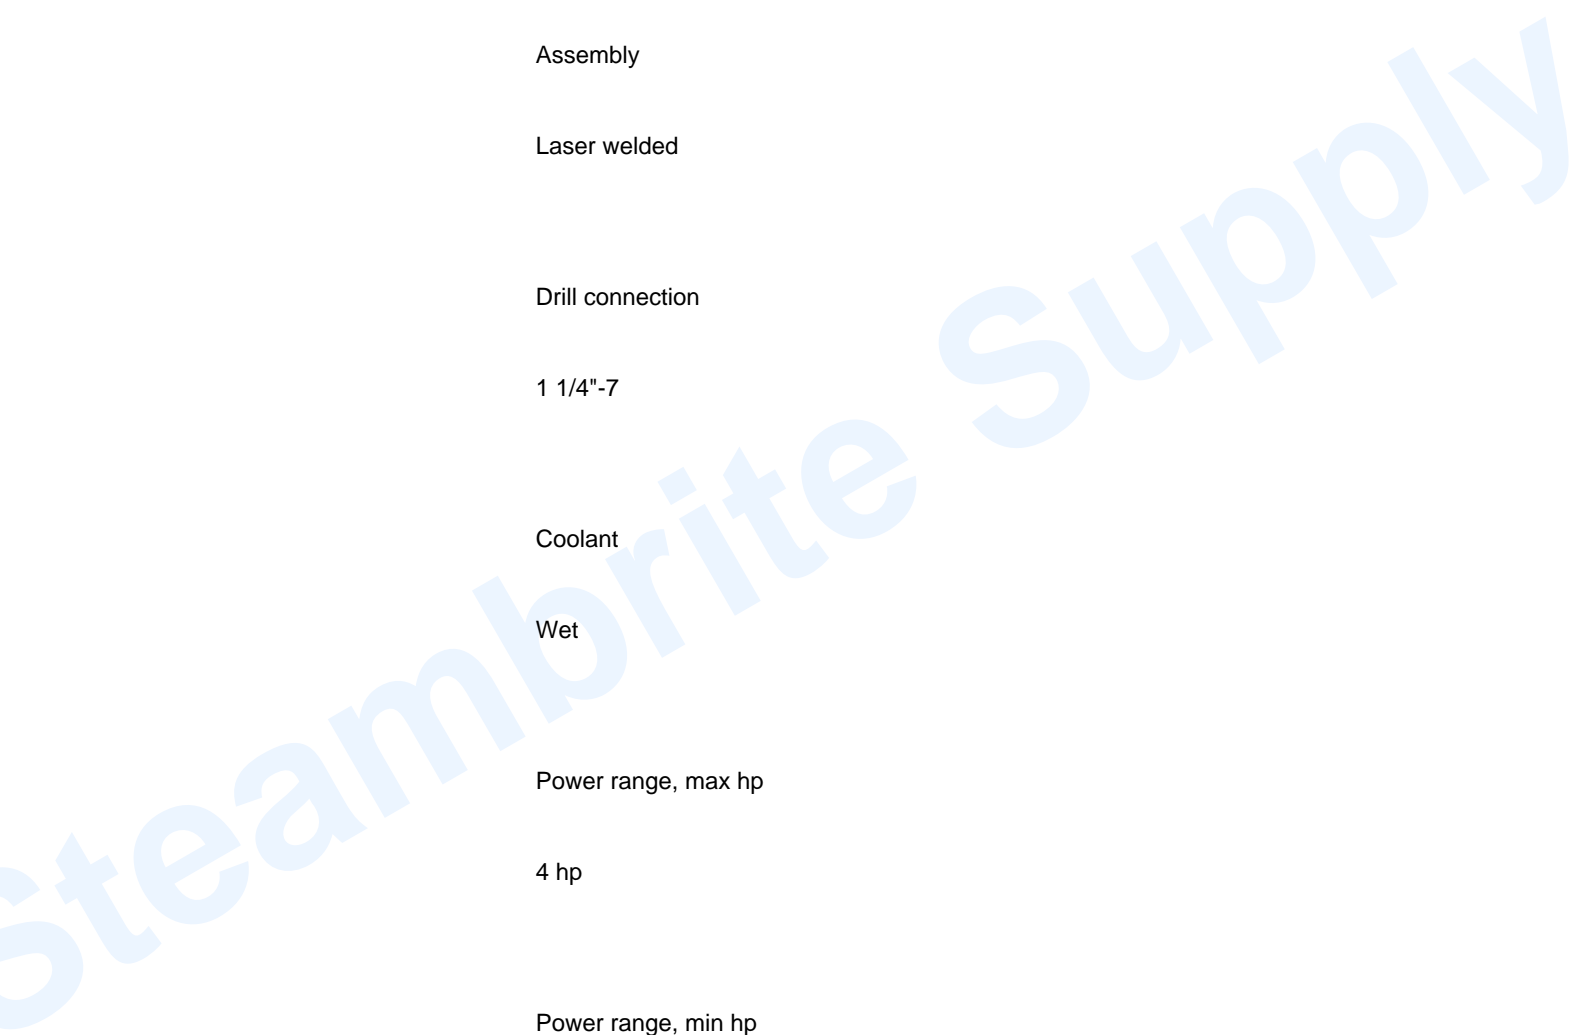 Assembly
Laser welded
Drill connection
1 1/4"-7
Coolant
Wet
Power range, max hp
4 hp
Power range, min hp
Steambrite Supply